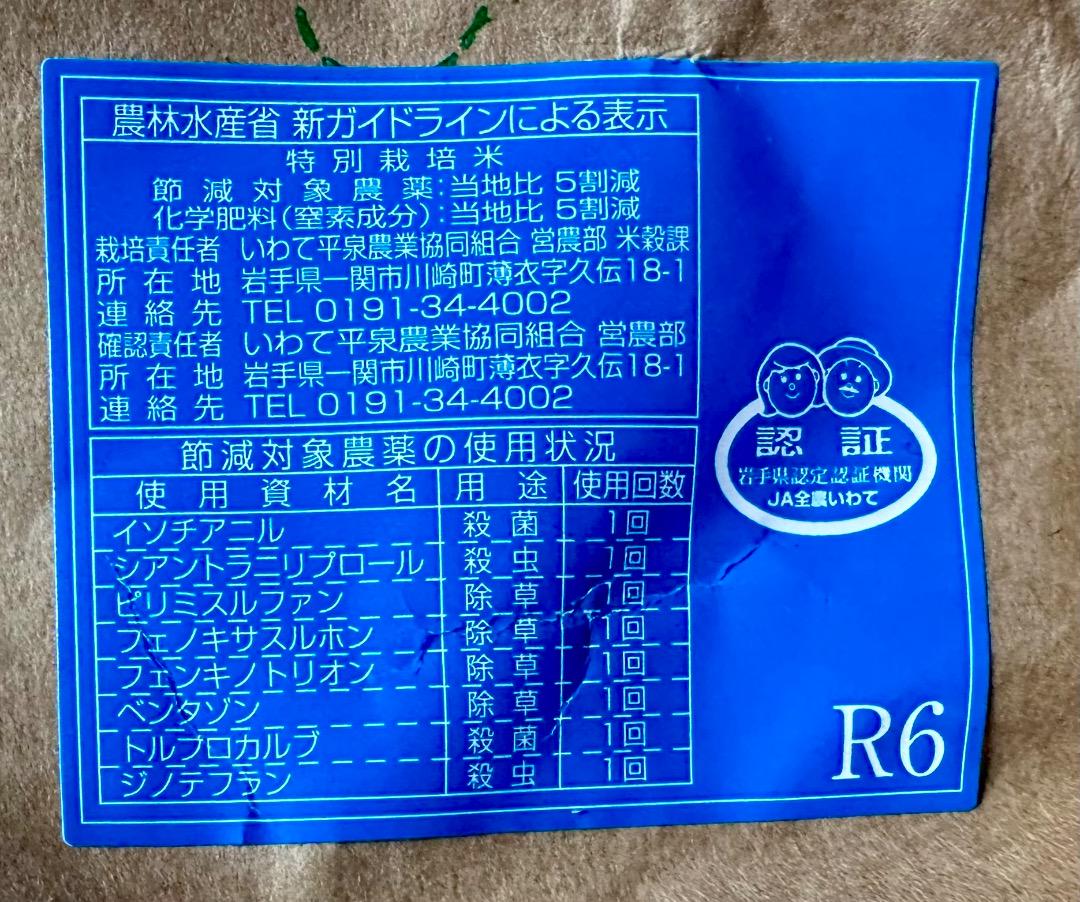 農林水産省 新ガイドラインによる表示
特別栽培米
節減対象農薬：当地比 5割減
化学肥料(窒素成分)：当地比 5割減
栽培責任者 いわて平泉農業協同組合 営農部 米穀課
所在地 岩手県一関市川崎町薄衣字久伝18-1
連絡先 TEL 0191-34-4002
確認責任者 いわて平泉農業協同組合 営農部
所在地 岩手県一関市川崎町薄衣字久伝18-1
連絡先 TEL 0191-34-4002
節減対象農薬の使用状況
使用資材名 用途 使用回数
イソチアニル 殺菌 1回
シアントラニリプロール 殺虫 1回
ピリミスルファン 除草 1回
フェノキサスルホン 除草 1回
フェンキノトリオン 除草 1回
ベンタゾン 除草 1回
トルプロカルブ 殺菌 1回
ジノテフラン 殺虫 1回
認証
岩手県認定認証機関
JA全農いわて
R6